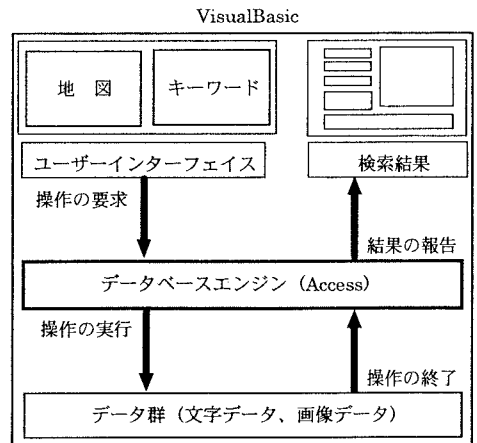 VisualBasic
地 図
キーワード
ユーザーインターフェイス
検索結果
操作の要求
結果の報告
データベースエンジン（Access）
操作の実行
操作の終了
データ群（文字データ、画像データ）